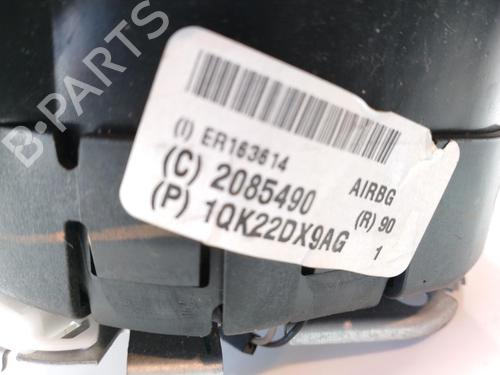 B-PARTS
(I) ER163614
(C) 2085490
AIRBG
(P) 1QK22DX9AG
(R) 90
1